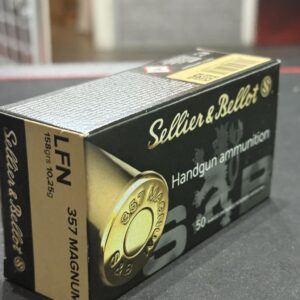 Sellier & Bellot S
Handgun ammunition
S&B
50
Sellier & Bellot
LFN
158grs 10,25g
357 MAGNUM
357 MAGNUM
S&B